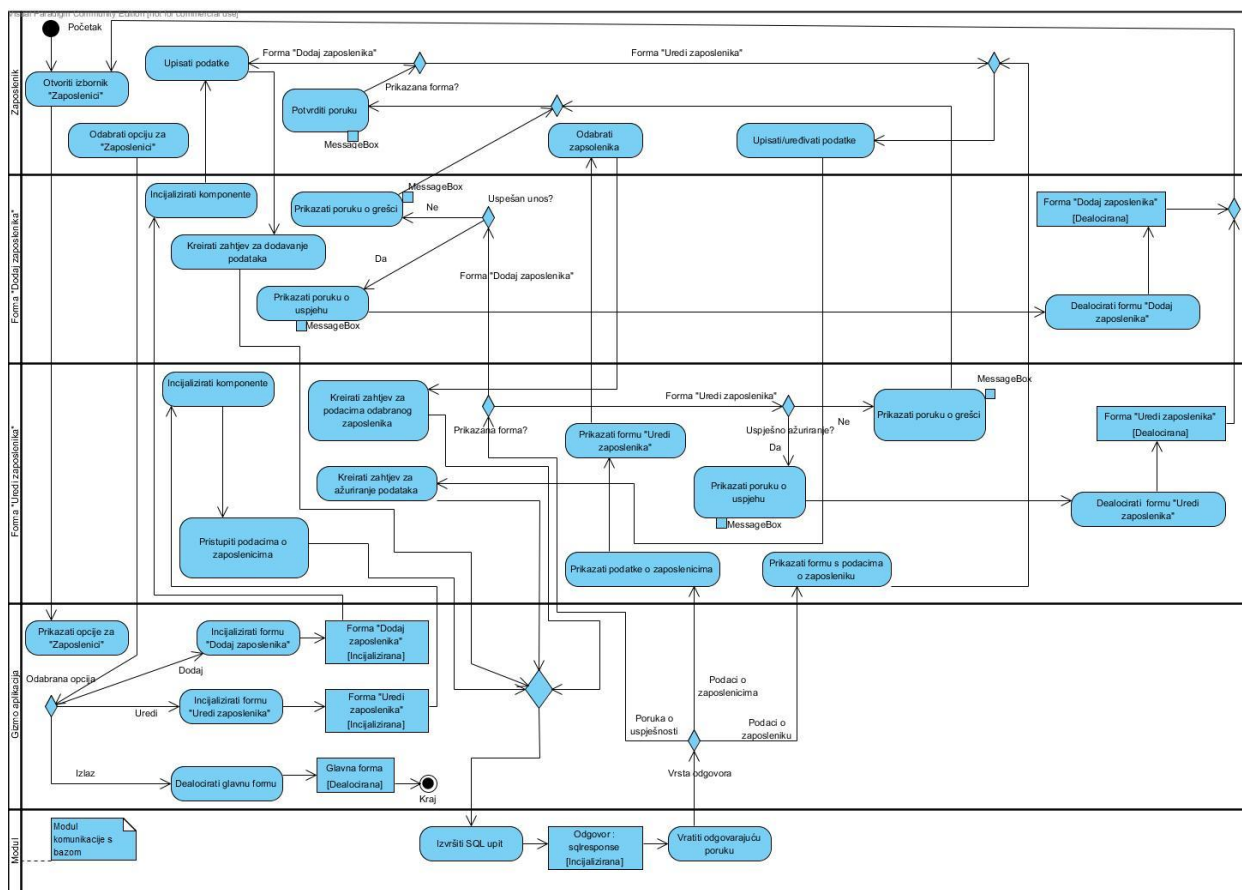 Visual Paradigm Community Edition [not for commercial use]
Zaposlenik
Početak
Otvoriti izbornik
"Zaposlenici"
Odabrati opciju za
"Zaposlenici"
Upisati podatke
Forma "Dodaj zaposlenika"
Forma "Uredi zaposlenika"
Prikazana forma?
Potvrditi poruku
MessageBox
Odabrati
zapsolenika
Upisati/uređivati podatke
Forma "Dodaj zaposlenika"
Incijalizirati komponente
Prikazati poruku o grešci
MessageBox
Ne
Uspešan unos?
Kreirati zahtjev za dodavanje
podataka
Da
Forma "Dodaj zaposlenika"
Prikazati poruku o
uspjehu
MessageBox
Forma "Dodaj zaposlenika"
[Dealocirana]
Dealocirati formu "Dodaj
zaposlenika"
Forma "Uredi zaposlenika"
Incijalizirati komponente
Kreirati zahtjev za
podacima odabranog
zaposlenika
Prikazana forma?
Forma "Uredi zaposlenika"
Uspješno ažuriranje?
Ne
Da
MessageBox
Prikazati poruku o grešci
Forma "Uredi zaposlenika"
[Dealocirana]
Prikazati formu "Uredi
zaposlenika"
Kreirati zahtjev za
ažuriranje podataka
Prikazati poruku o
uspjehu
MessageBox
Dealocirati  formu "Uredi
zaposlenika"
Pristupiti podacima o
zaposlenicima
Prikazati podatke o zaposlenicima
Prikazati formu s podacima
o zaposleniku
Gizmo aplikacija
Prikazati opcije za
"Zaposlenici"
Incijalizirati formu
"Dodaj zaposlenika"
Forma "Dodaj
zaposlenika"
[Incijalizirana]
Odabrana opcija
Dodaj
Uredi
Incijalizirati formu
"Uredi zaposlenika"
Forma "Uredi
zaposlenika"
[Incijalizirana]
Podaci o
zaposlenicima
Poruka o
uspješnosti
Podaci o
zaposleniku
Vrsta odgovora
Izlaz
Dealocirati glavnu formu
Glavna forma
[Dealocirana]
Kraj
Modul
Modul
komunikacije s
bazom
Izvršiti SQL upit
Odgovor :
sqlresponse
[Incijalizirana]
Vratiti odgovarajuću
poruku